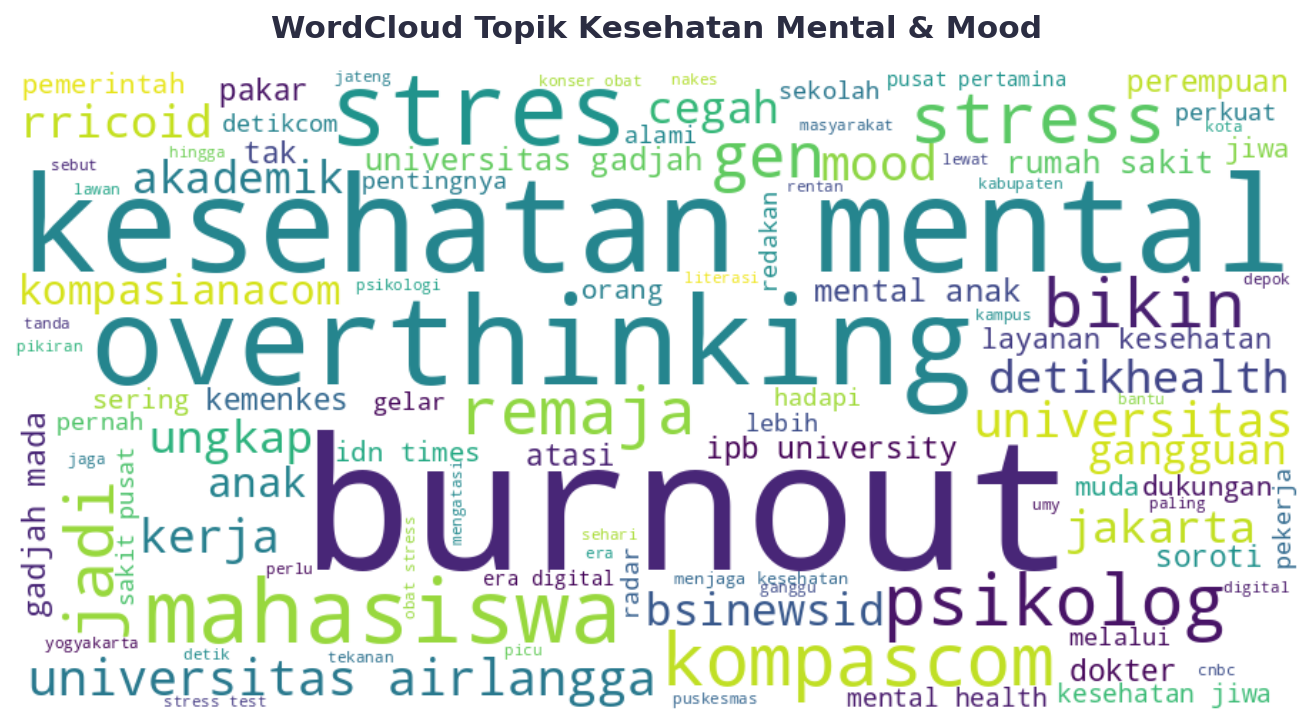 WordCloud Topik Kesehatan Mental & Mood
pemerintah
pakar
jateng
stres
konser obat
nakes
cegah
sekolah
pusat pertamina
perempuan
rricoid
detikcom
alami
masyarakat
stress
perkuat
kota
sebut
hingga
tak
universitas gadjah
gen
mood
lewat
rumah sakit
jiwa
lawan
akademik
pentingnya
rentan
kabupaten
kesehatan mental
redakan
kompasianacom
psikologi
orang
literasi
mental anak
bikin
depok
tanda
pikiran
overthinking
kampus
layanan kesehatan
detikhealth
sering
kemenkes
gelar
remaja
hadapi
bantu
pernah
lebih
universitas
gadjah mada
jaga
sakit pusat
ungkap
idn times
atasi
ipb university
gangguan
jadi
anak
burnout
mengatasi
muda
dukungan
pekerja
umy
paling
kerja
obat stress
sehari
era
jakarta
soroti
perlu
era digital
radar
menjaga kesehatan
ganggu
digital
mahasiswa
bsinewsid
psikolog
yogyakarta
detik
tekanan
picu
kompascom
melalui
universitas airlangga
dokter
cnbc
stress test
puskesmas
mental health
kesehatan jiwa